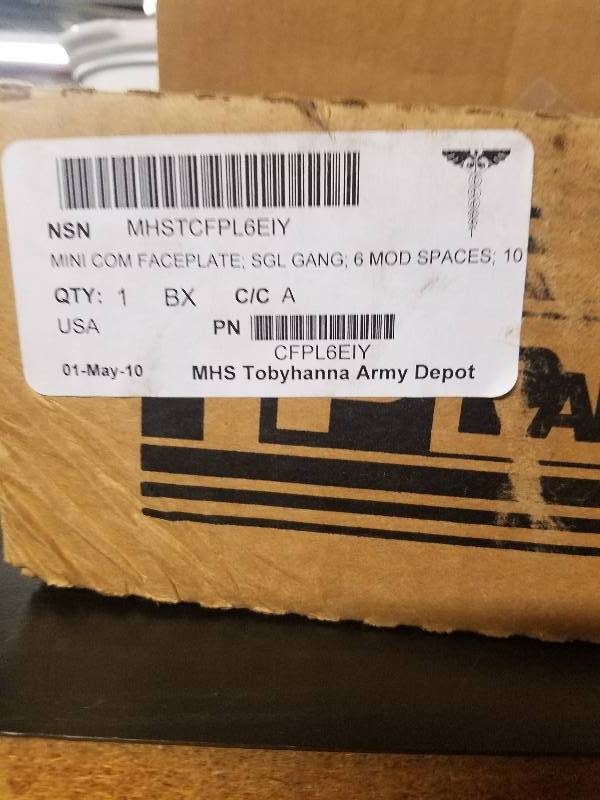 NSN MHSTCFPL6EIY
MINI COM FACEPLATE; SGL GANG; 6 MOD SPACES; 10
QTY: 1 BX C/C A
USA PN
CFPL6EIY
01-May-10 MHS Tobyhanna Army Depot